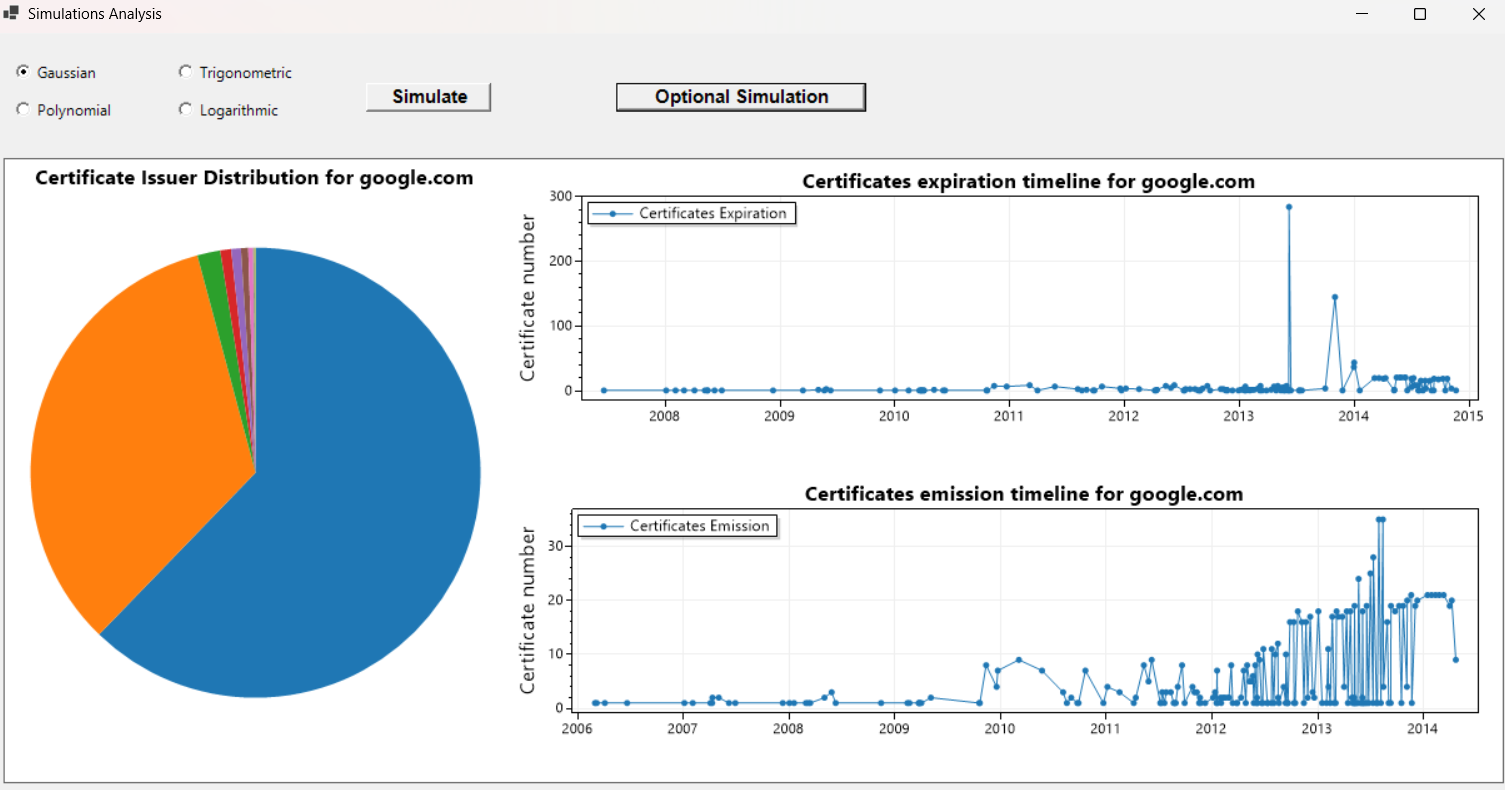 Simulations Analysis
Gaussian
Trigonometric
Polynomial
Logarithmic
Simulate
Optional Simulation
Certificate Issuer Distribution for google.com
Certificates expiration timeline for google.com
Certificates Expiration
Certificate number
300
200
100
0
2008 2009 2010 2011 2012 2013 2014 2015
Certificates emission timeline for google.com
Certificates Emission
Certificate number
30
20
10
0
2006 2007 2008 2009 2010 2011 2012 2013 2014